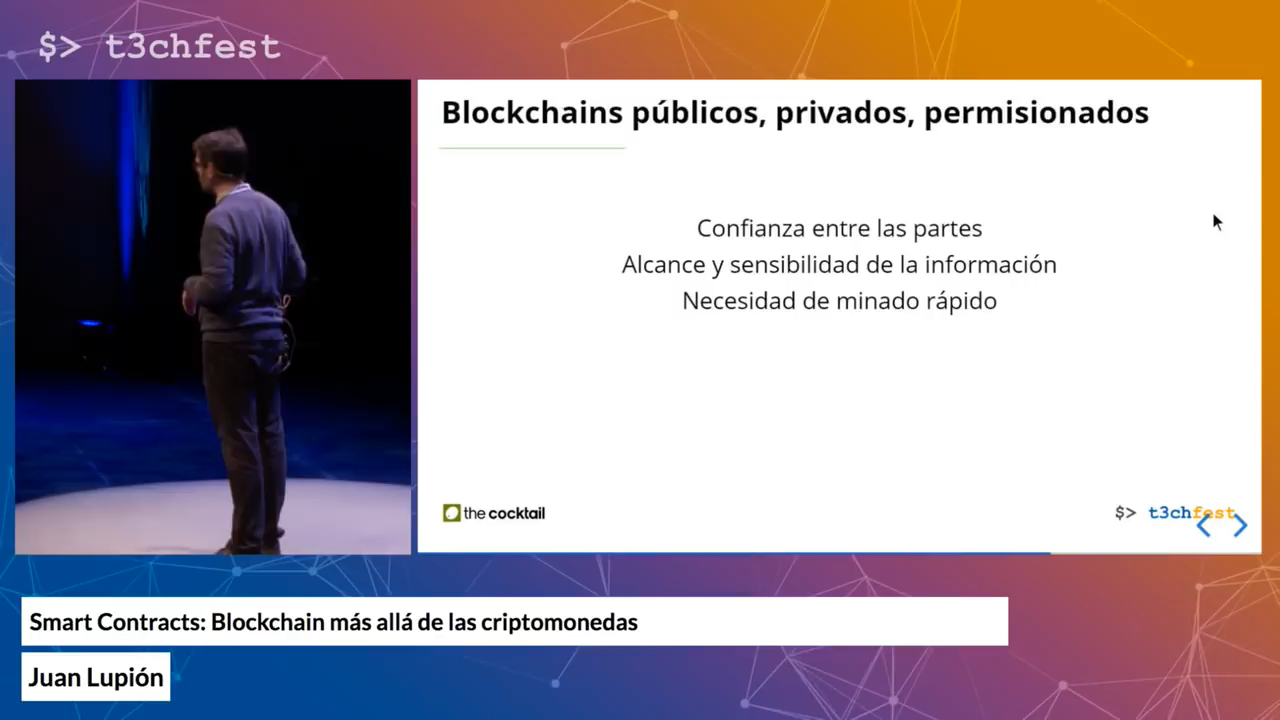 $> t3chfest
Blockchains públicos, privados, permisionados
Confianza entre las partes
Alcance y sensibilidad de la información
Necesidad de minado rápido
the cocktail
$> t3chfest
Smart Contracts: Blockchain más allá de las criptomonedas
Juan Lupión